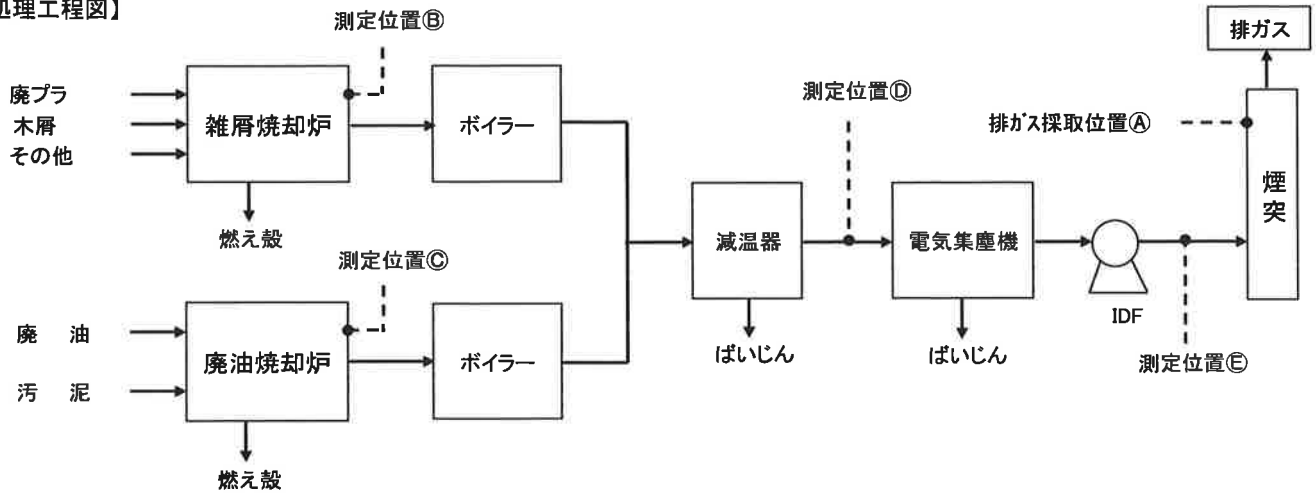 処理工程図】
測定位置Ⓑ
排ガス
廃プラ
木屑
その他
雑屑焼却炉
ボイラー
測定位置Ⓓ
排ガス採取位置Ⓐ
煙突
燃え殻
減温器
電気集塵機
測定位置Ⓒ
IDF
廃 油
汚 泥
廃油焼却炉
ボイラー
ばいじん
ばいじん
測定位置Ⓔ
燃え殻